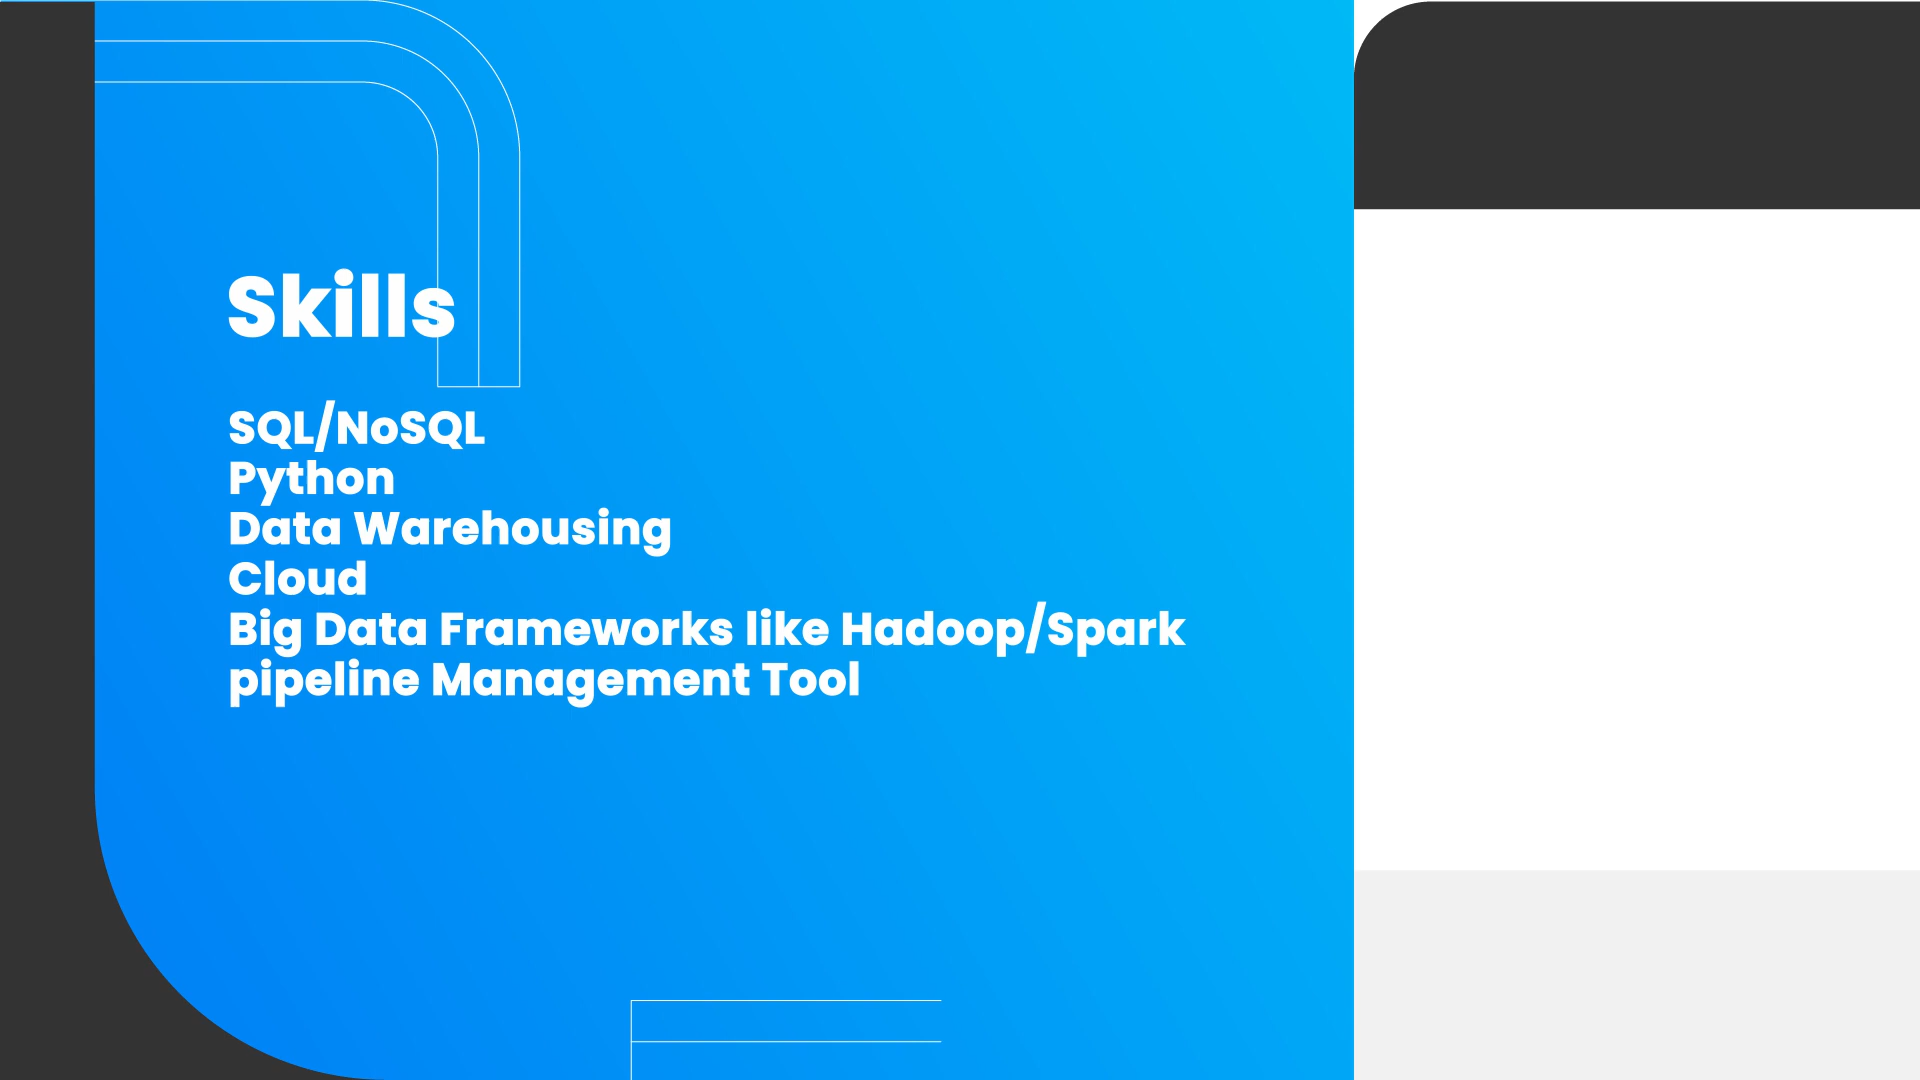 Skills
SQL/NoSQL
Python
Data Warehousing
Cloud
Big Data Frameworks like Hadoop/Spark
pipeline Management Tool